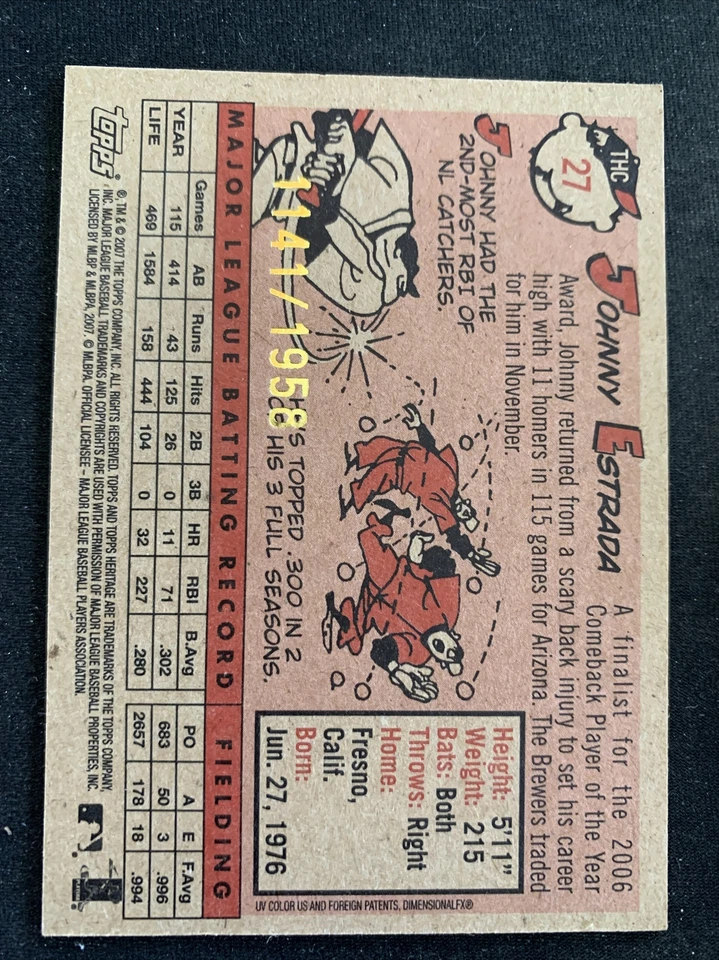 THC
27
JOHNNY ESTRADA
A finalist for the 2006
Comeback Player of the Year
Award, Johnny returned from a scary back injury to set his career
high with 11 homers in 115 games for Arizona. The Brewers traded
for him in November.
JOHNNY HAD THE
2ND-MOST RBI OF
NL CATCHERS.
1141/1958
HE'S TOPPED .300 IN 2
HIS 3 FULL SEASONS.
Height: 5'11"
Weight: 215
Bats: Both
Throws: Right
Home:
Fresno,
Calif.
Born:
Jun. 27, 1976
UV COLOR US AND FOREIGN PATENTS, DIMENSIONALFX®
MAJOR LEAGUE BATTING RECORD FIELDING
Games AB Runs Hits 2B 3B HR RBI B.Avg PO A E F.Avg
YEAR 115 414 43 125 26 0 11 71 .302 683 50 3 .996
LIFE 469 1584 158 444 104 0 32 227 .280 2657 178 18 .994
Topps®
®, TM & © 2007 THE TOPPS COMPANY, INC. ALL RIGHTS RESERVED. TOPPS AND TOPPS HERITAGE ARE TRADEMARKS OF THE TOPPS COMPANY,
INC. MAJOR LEAGUE BASEBALL TRADEMARKS AND COPYRIGHTS ARE USED WITH PERMISSION OF MAJOR LEAGUE BASEBALL PROPERTIES, INC.
LICENSED BY MLBP & MLBPA, 2007. © MLBPA. OFFICIAL LICENSEE – MAJOR LEAGUE BASEBALL PLAYERS ASSOCIATION.